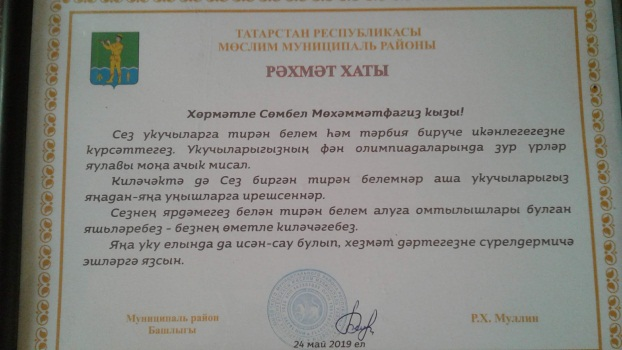 ТАТАРСТАН РЕСПУБЛИКАСЫ
МӨСЛИМ МУНИЦИПАЛЬ РАЙОНЫ
РӘХМӘТ ХАТЫ
Хөрмәтле Сөмбел Мөхәммәтфагиз кызы!
Сез укучыларга тирән белем һәм тәрбия бируче икәнлегегезне
күрсәттегез. Укучыларыгызның фән олимпиадаларында зур үрләр
яулавы моңа ачык мисал.
Киләчәктә дә Сез биргән тирән белемнәр аша укучыларыгыз
яңадан-яңа уңышларга ирешсеннәр.
Сезнең ярдәмегез белән тирән белем алуга омтылышлары булган
яшьләребез - безнең өметле киләчәгебез.
Яңа уку елында да исән-сау булып, хезмәт дәртегезне сүрелдермичә
эшләргә язсын.
Муниципаль район
Башлыгы
Р.Х. Муллин
24 май 2019 ел